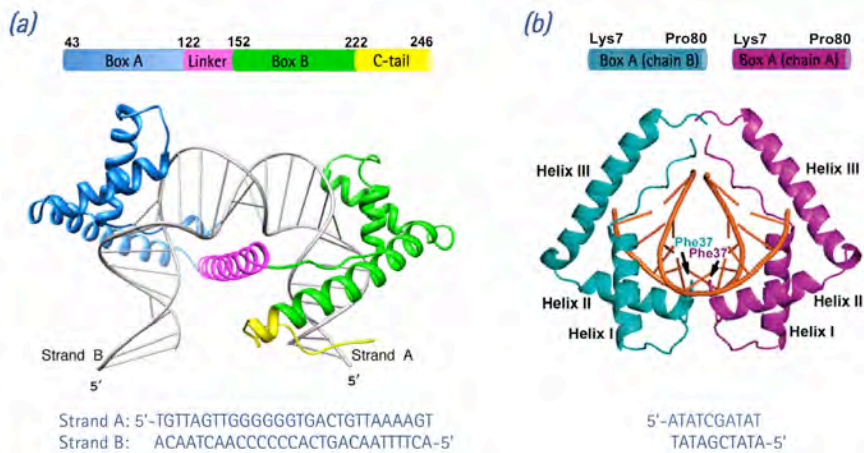 (a)
43 122 152 222 246
Box A Linker Box B C-tail
Strand B
5′
Strand A
5′
Strand A: 5′-TGTTAGTTGGGGGGTGACTGTTAAAAGT
Strand B: ACAATCAACCCCCCACTGACAATTTTCA-5′
(b)
Lys7 Pro80 Lys7 Pro80
Box A (chain B) Box A (chain A)
Helix III Helix III
Phe37
Phe37
Helix II Helix II
Helix I Helix I
5′-ATATCGATAT
TATAGCTATA-5′